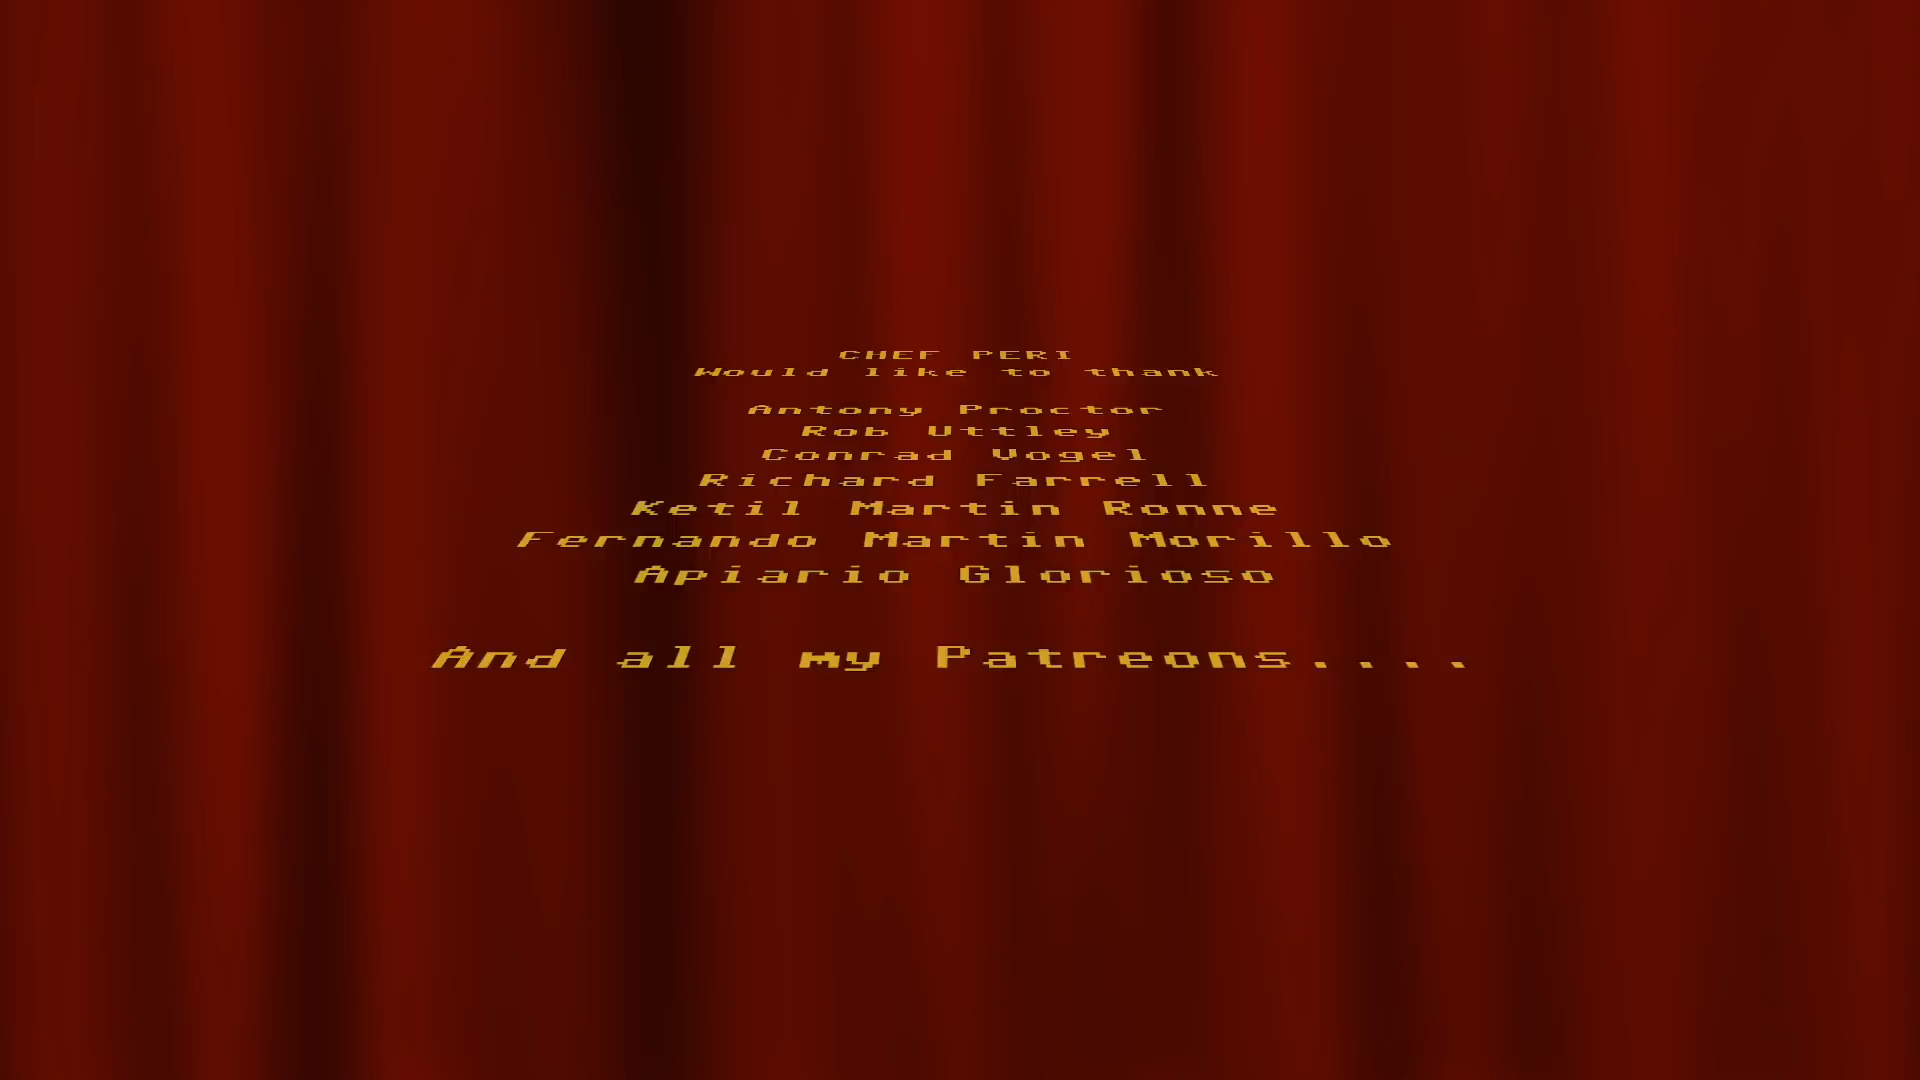 CHEF PERI
Would like to thank
Antony Proctor
Rob Uttley
Conrad Vogel
Richard Farrell
Ketil Martin Ronne
Fernando Martin Morillo
Apiario Glorioso
And all my Patreons....